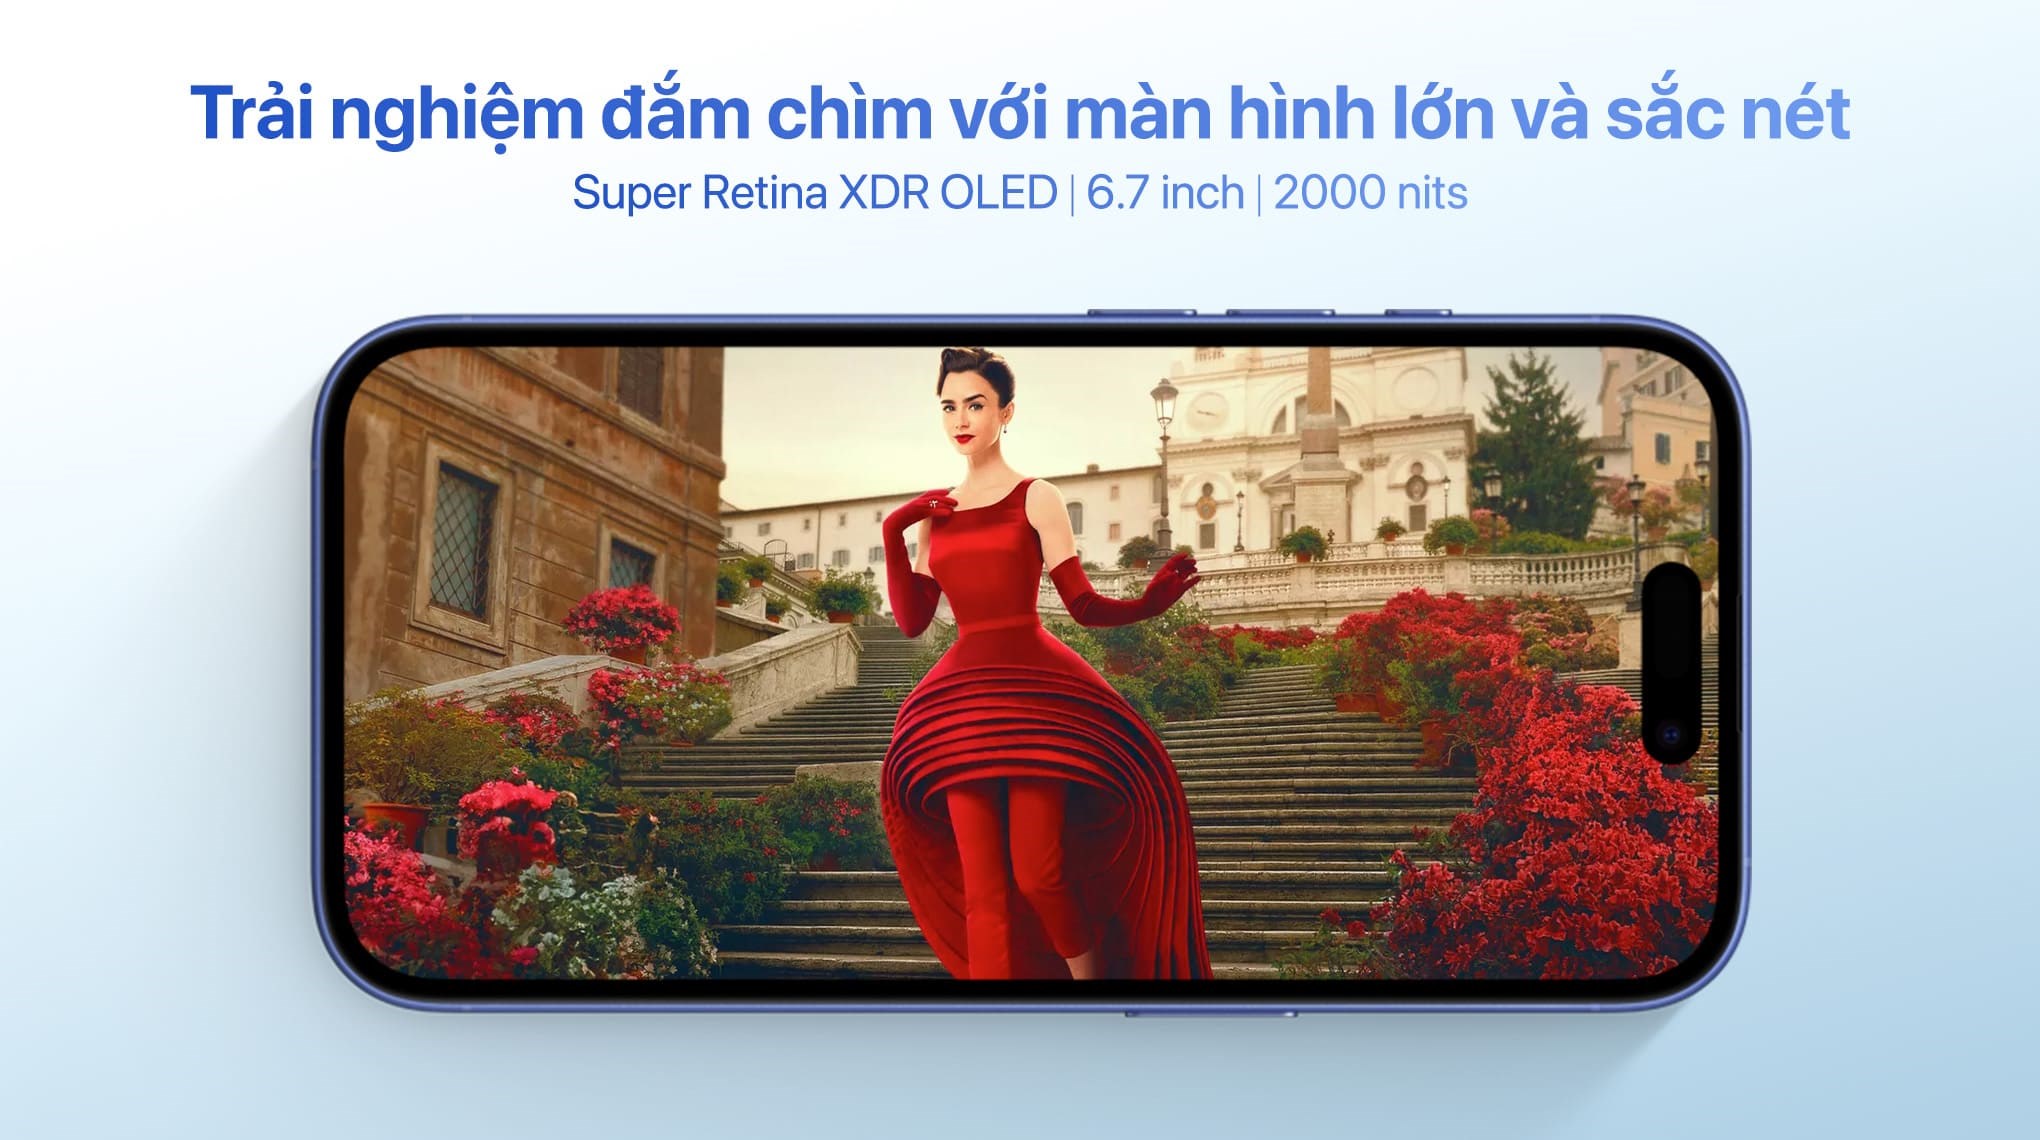 Trải nghiệm đắm chìm với màn hình lớn và sắc nét
Super Retina XDR OLED | 6.7 inch | 2000 nits